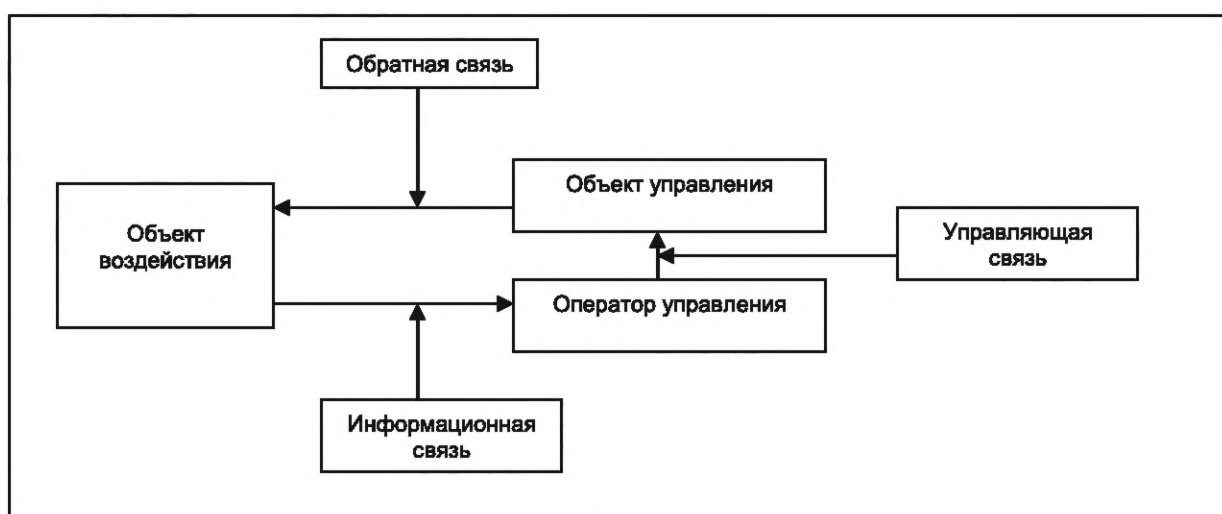 Обратная связь
Объект управления
Объект
воздействия
Управляющая
связь
Оператор управления
Информационная
связь